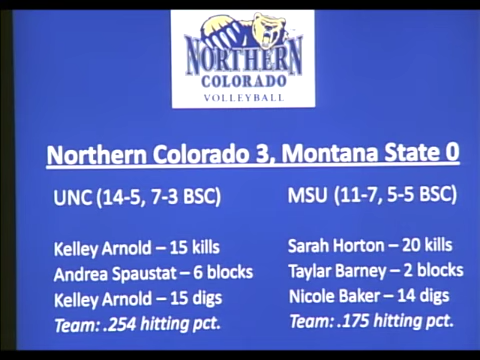 NORTHERN
COLORADO
VOLLEYBALL
Northern Colorado 3, Montana State 0
UNC (14-5, 7-3 BSC)
MSU (11-7, 5-5 BSC)
Kelley Arnold – 15 kills
Sarah Horton – 20 kills
Andrea Spaustat – 6 blocks
Taylar Barney – 2 blocks
Kelley Arnold – 15 digs
Nicole Baker – 14 digs
Team: .254 hitting pct.
Team: .175 hitting pct.